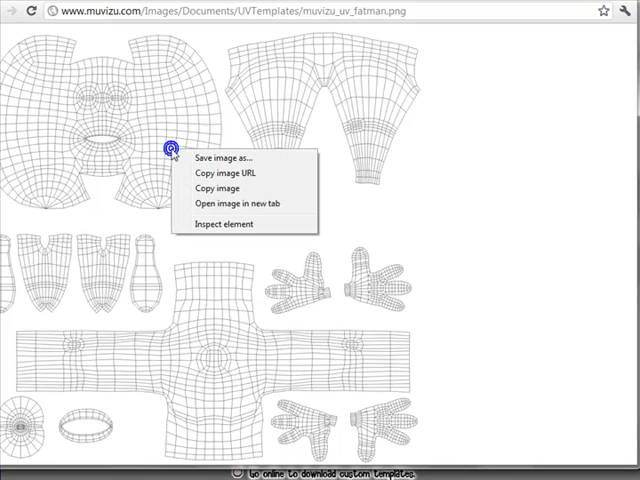 www.muvizu.com/Images/Documents/UVTemplates/muvizu_uv_fatman.png
Save image as...
Copy image URL
Copy image
Open image in new tab
Inspect element
Go online to download custom templates.